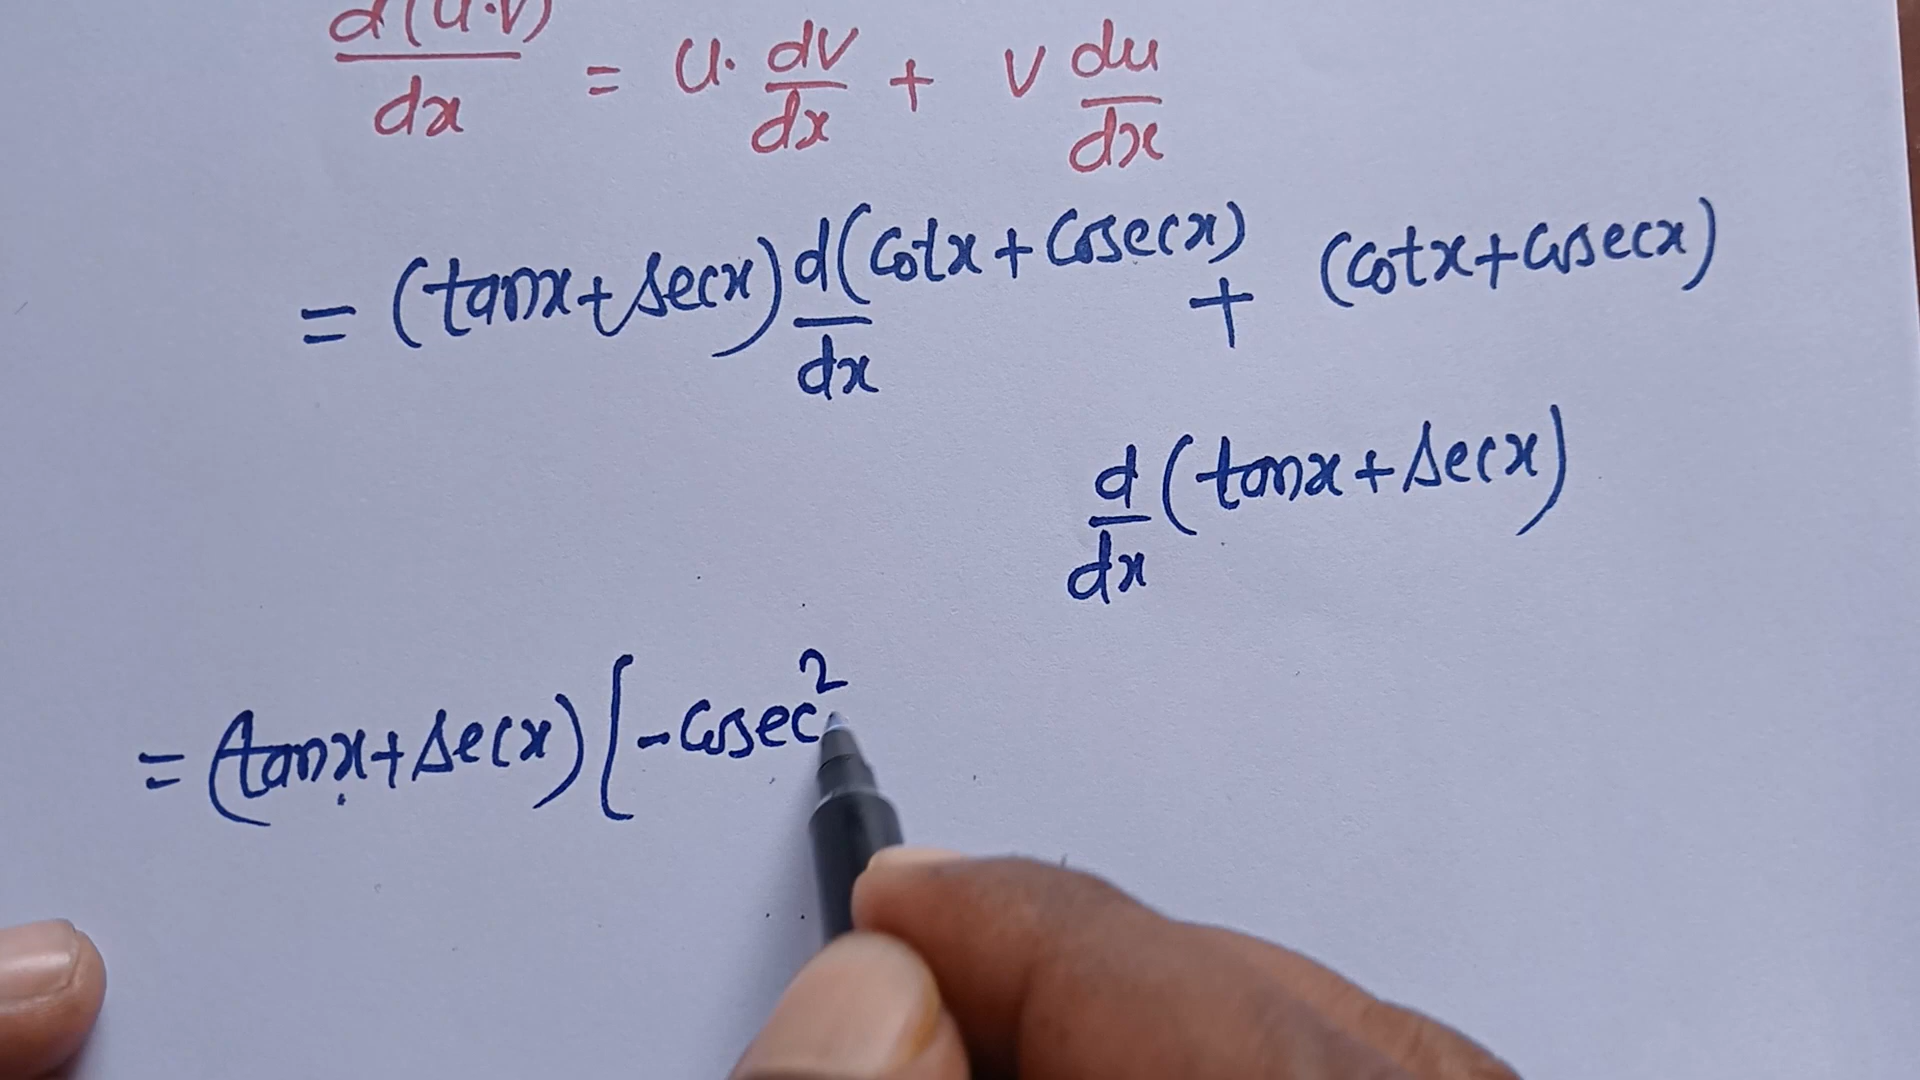 d(u.v)/dx = u. dv/dx + v du/dx
= (tanx+secx) d/dx (cotx+cosecx) + (cotx+cosecx)
d/dx (tanx+secx)
= (tanx+secx) [-cosec²